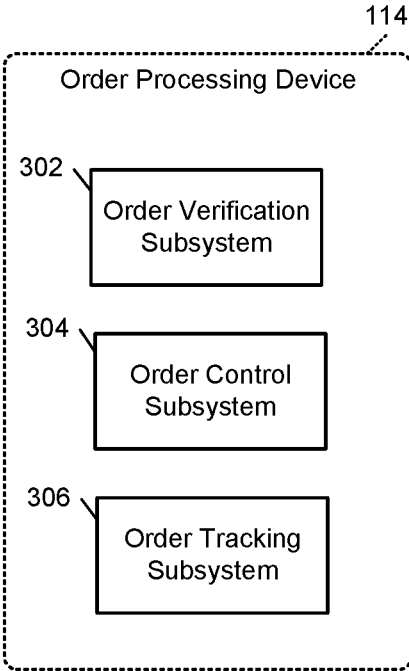 114
Order Processing Device
302
Order Verification
Subsystem
304
Order Control
Subsystem
306
Order Tracking
Subsystem